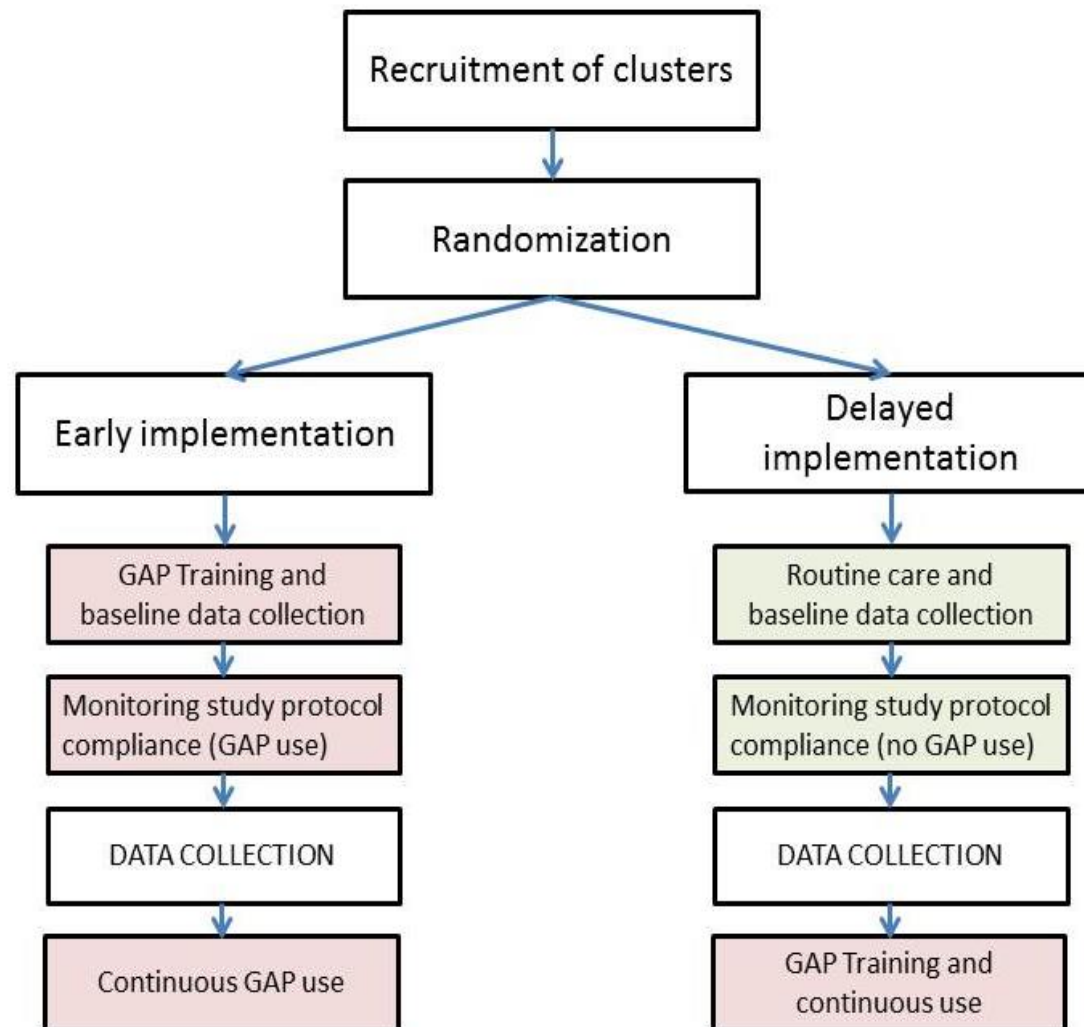 Recruitment of clusters
Randomization
Early implementation
Delayed
implementation
GAP Training and
baseline data collection
Routine care and
baseline data collection
Monitoring study protocol
compliance (GAP use)
Monitoring study protocol
compliance (no GAP use)
DATA COLLECTION
DATA COLLECTION
Continuous GAP use
GAP Training and
continuous use